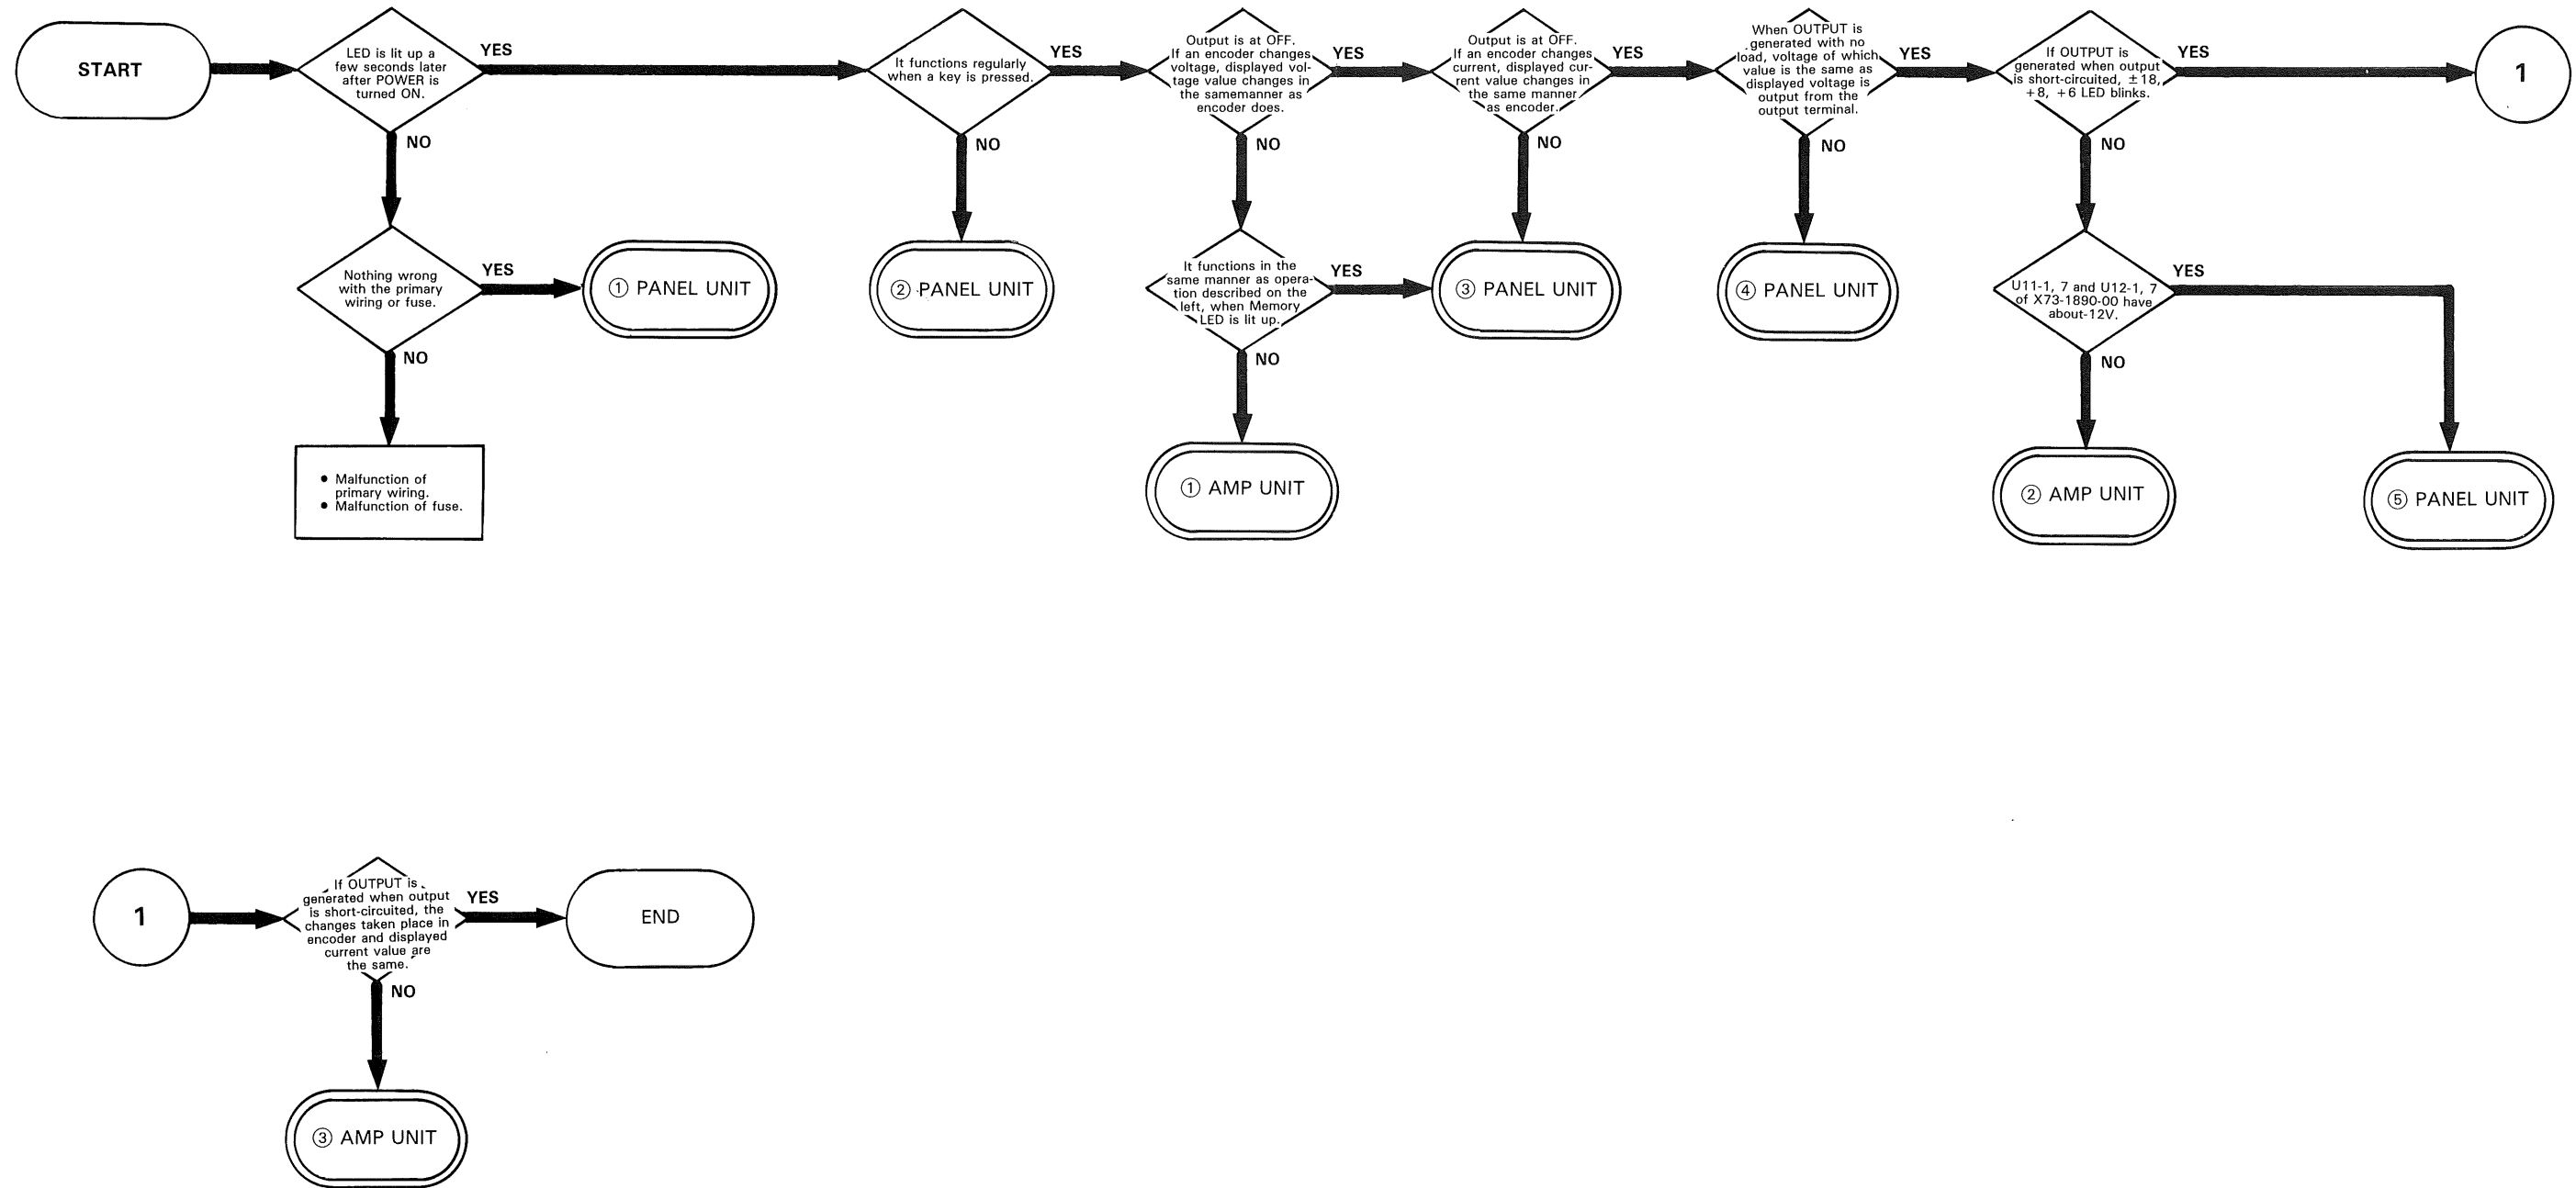 START
LED is lit up a
few seconds later
after POWER is
turned ON.
YES
NO
It functions regularly
when a key is pressed.
YES
NO
Output is at OFF.
If an encoder changes
voltage, displayed vol-
tage value changes in
the samemanner as
encoder does.
YES
NO
Output is at OFF.
If an encoder changes
current, displayed cur-
rent value changes in
the same manner
as encoder.
YES
NO
When OUTPUT is
generated with no
load, voltage of which
value is the same as
displayed voltage is
output from the
output terminal.
YES
NO
If OUTPUT is
generated when output
is short-circuited, ±18,
+8, +6 LED blinks.
YES
NO
1
Nothing wrong
with the primary
wiring or fuse.
YES
NO
① PANEL UNIT
② PANEL UNIT
It functions in the
same manner as opera-
tion described on the
left, when Memory
LED is lit up.
YES
NO
③ PANEL UNIT
④ PANEL UNIT
U11-1, 7 and U12-1, 7
of X73-1890-00 have
about-12V.
YES
NO
● Malfunction of
primary wiring.
● Malfunction of fuse.
① AMP UNIT
② AMP UNIT
⑤ PANEL UNIT
1
If OUTPUT is
generated when output
is short-circuited, the
changes taken place in
encoder and displayed
current value are
the same.
YES
NO
END
③ AMP UNIT